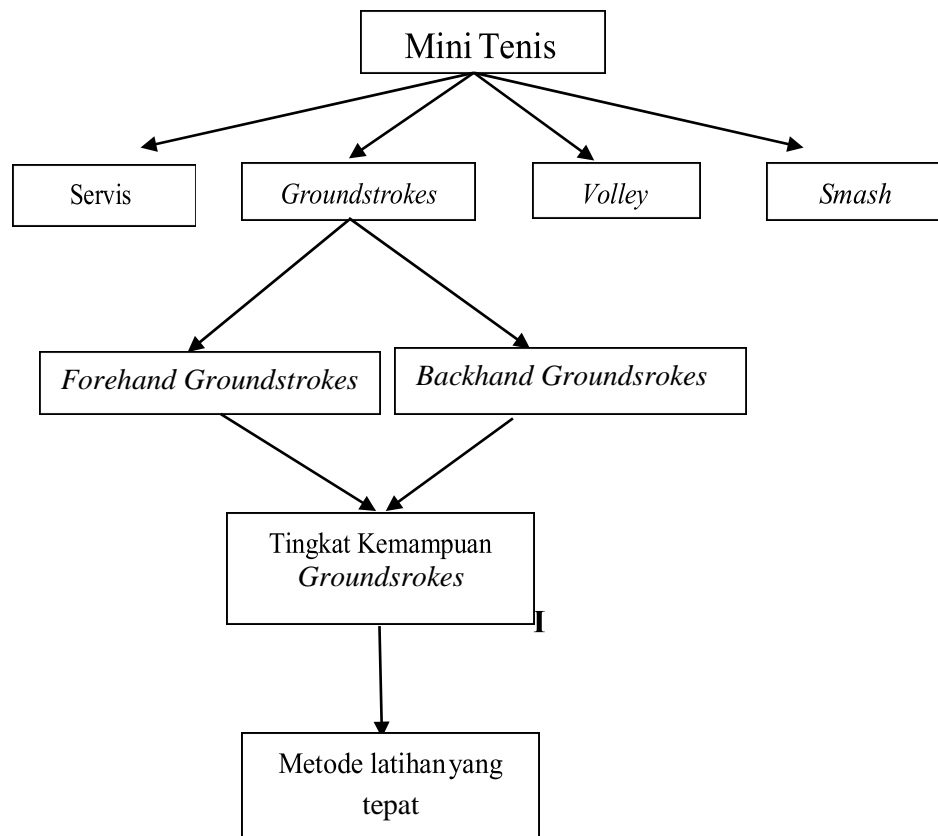 Mini Tenis
Servis
Groundstrokes
Volley
Smash
Forehand Groundstrokes
Backhand Groundsrokes
Tingkat Kemampuan
Groundsrokes
I
Metode latihan yang
tepat